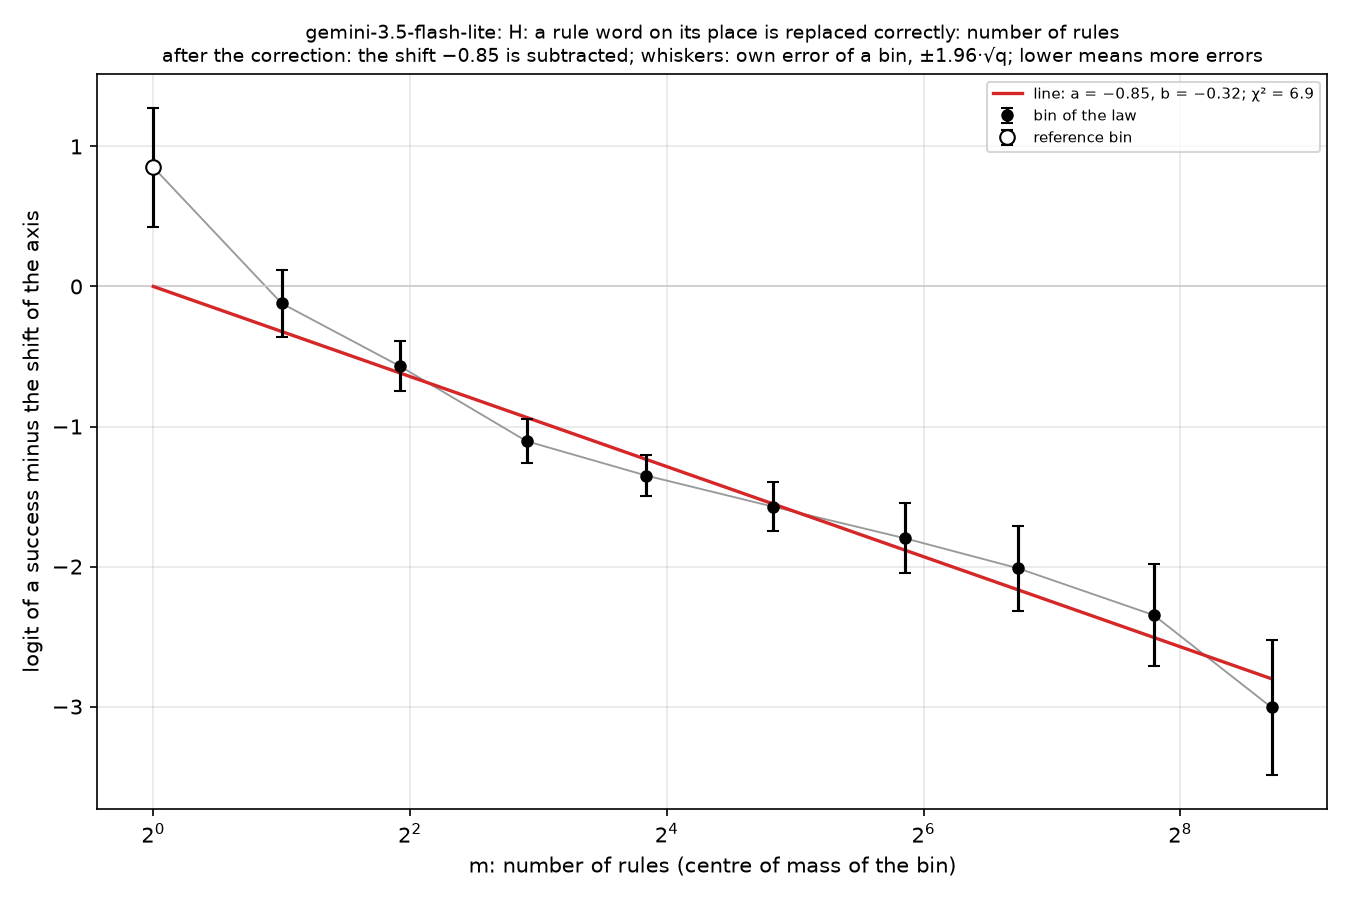 gemini-3.5-flash-lite: H: a rule word on its place is replaced correctly: number of rules
after the correction: the shift −0.85 is subtracted; whiskers: own error of a bin, ±1.96·√q; lower means more errors
line: a = −0.85, b = −0.32; χ² = 6.9
bin of the law
reference bin
logit of a success minus the shift of the axis
1
0
−1
−2
−3
2⁰
2²
2⁴
2⁶
2⁸
m: number of rules (centre of mass of the bin)